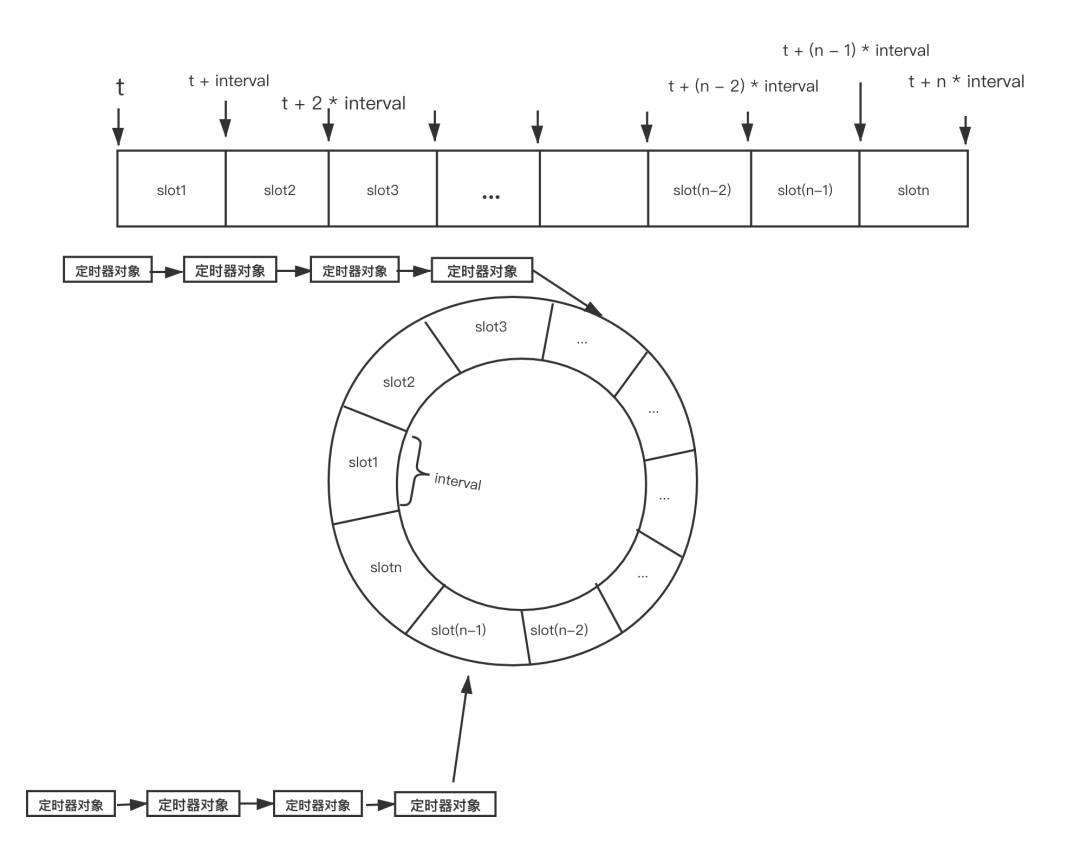 t + (n − 1) * interval
t
t + interval
t + (n − 2) * interval
t + n * interval
t + 2 * interval
slot1
slot2
slot3
...
slot(n−2)
slot(n−1)
slotn
定时器对象
定时器对象
定时器对象
定时器对象
slot3
...
slot2
...
slot1
interval
...
slotn
...
slot(n−1)
slot(n−2)
定时器对象
定时器对象
定时器对象
定时器对象